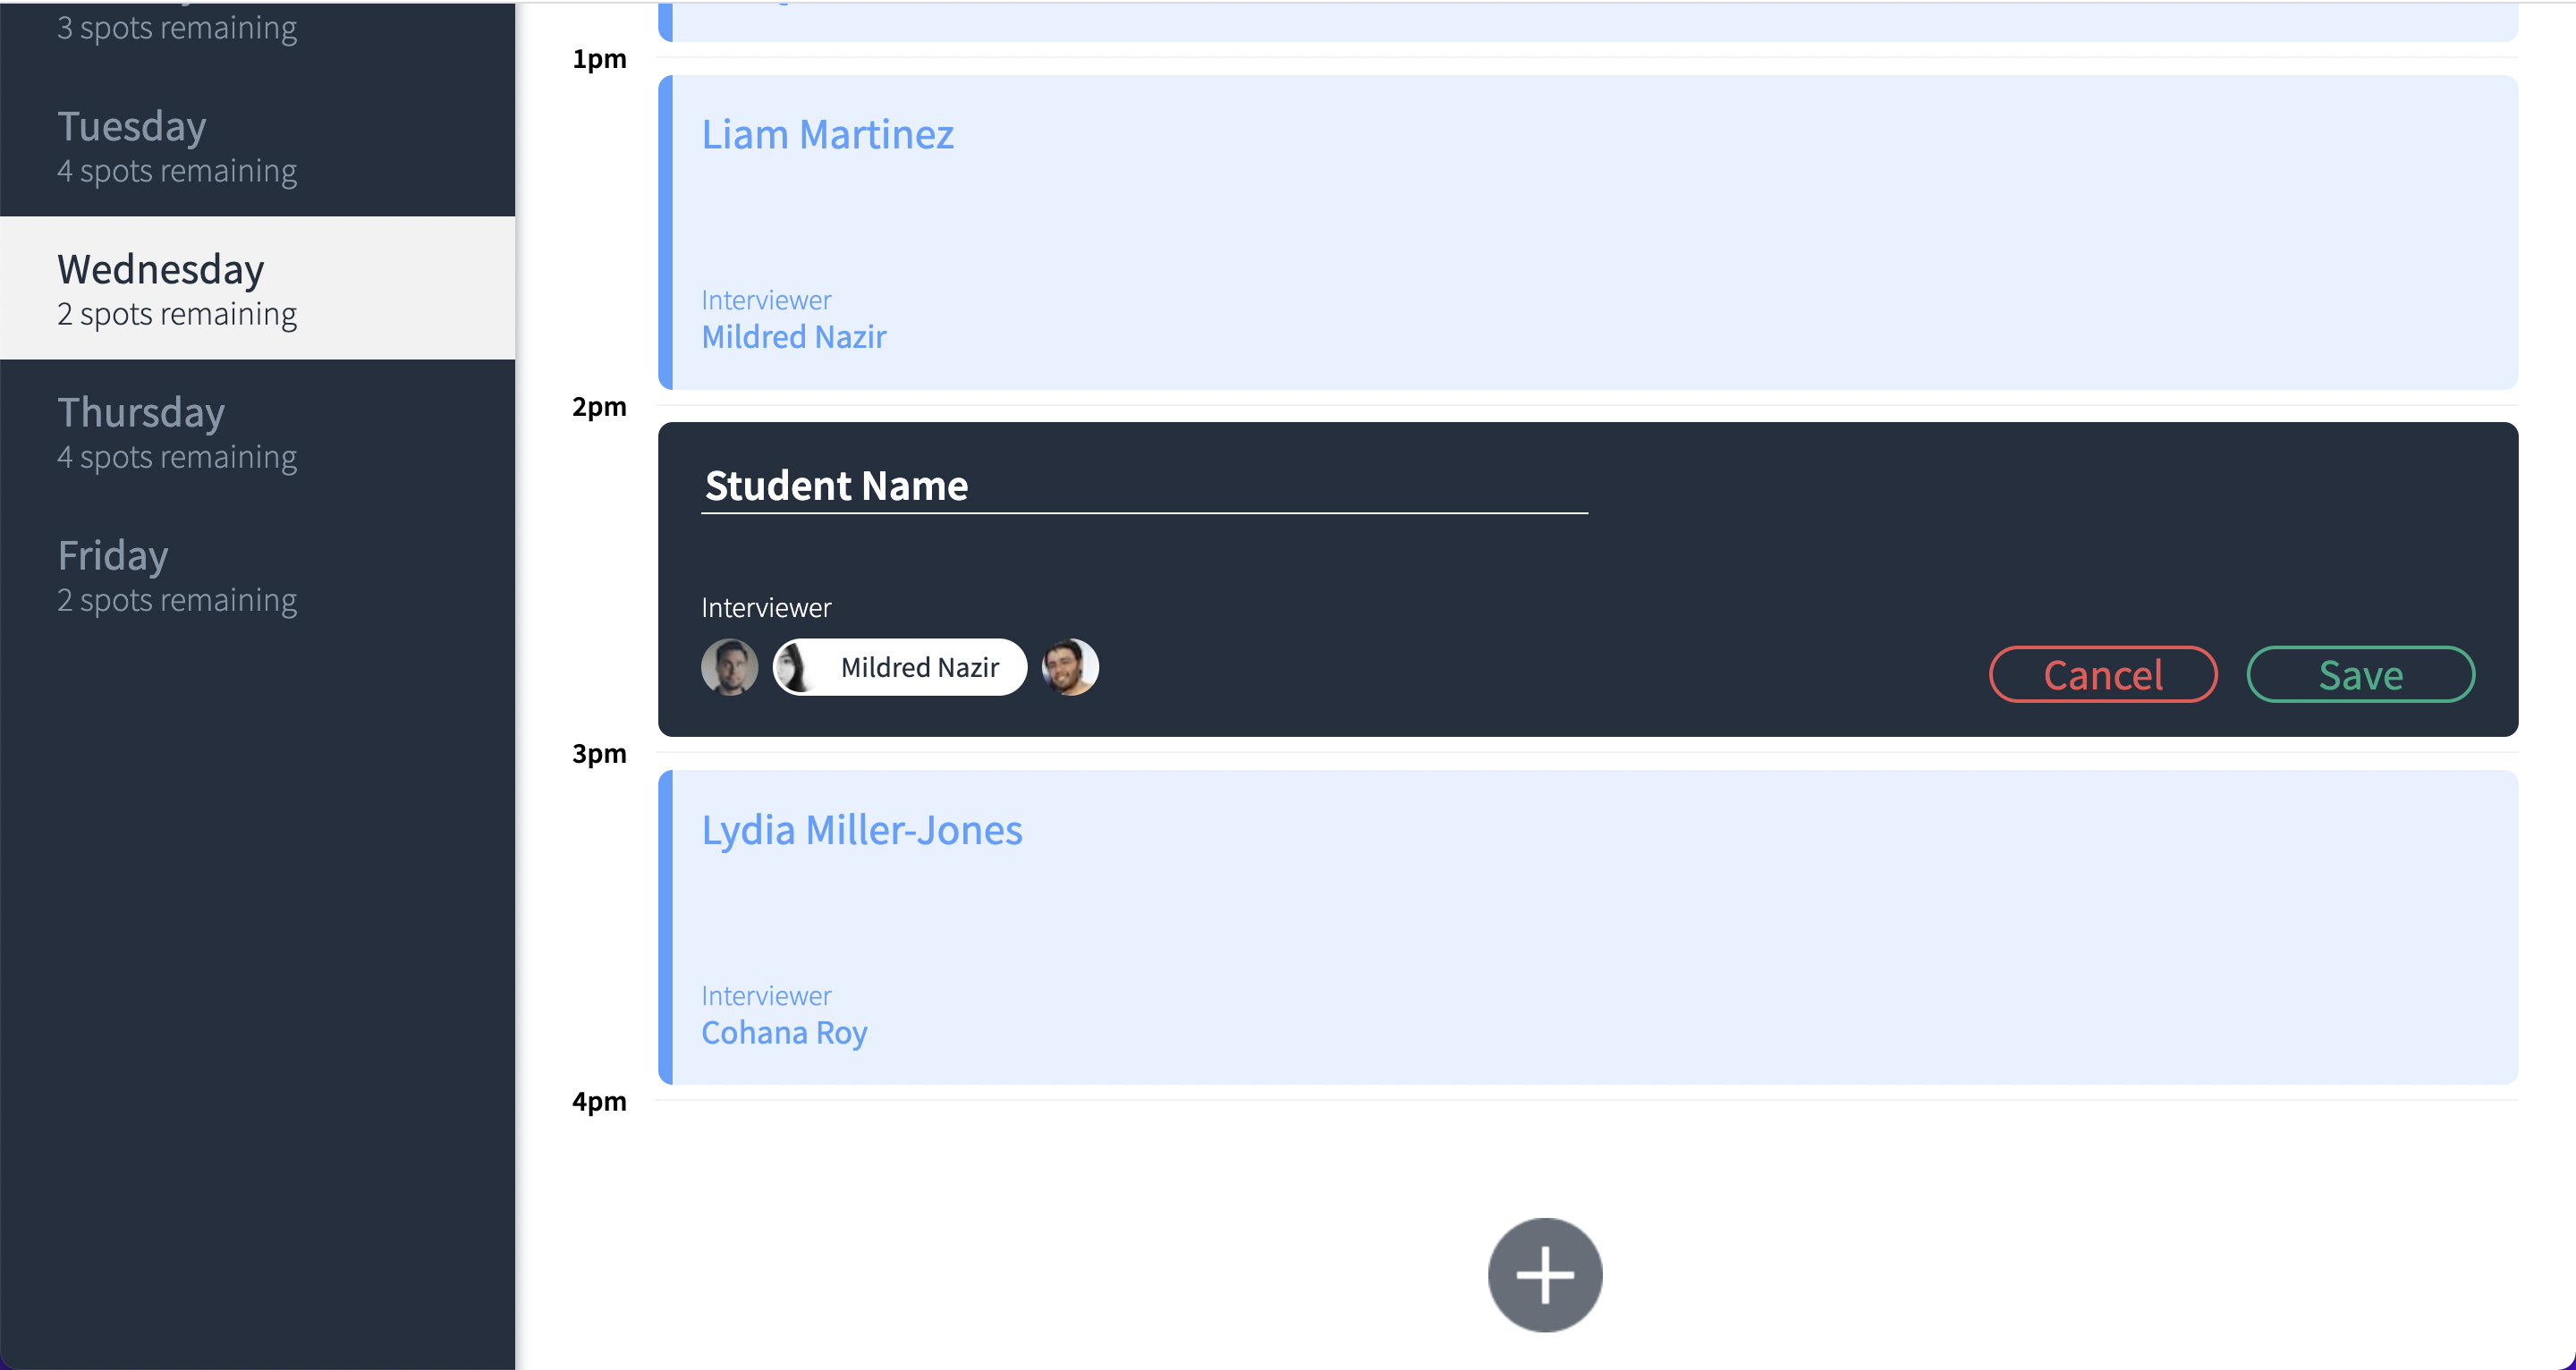 3 spots remaining
Tuesday
4 spots remaining
Wednesday
2 spots remaining
Thursday
4 spots remaining
Friday
2 spots remaining
1pm
Liam Martinez
Interviewer
Mildred Nazir
2pm
Student Name
Interviewer
Mildred Nazir
Cancel
Save
3pm
Lydia Miller-Jones
Interviewer
Cohana Roy
4pm